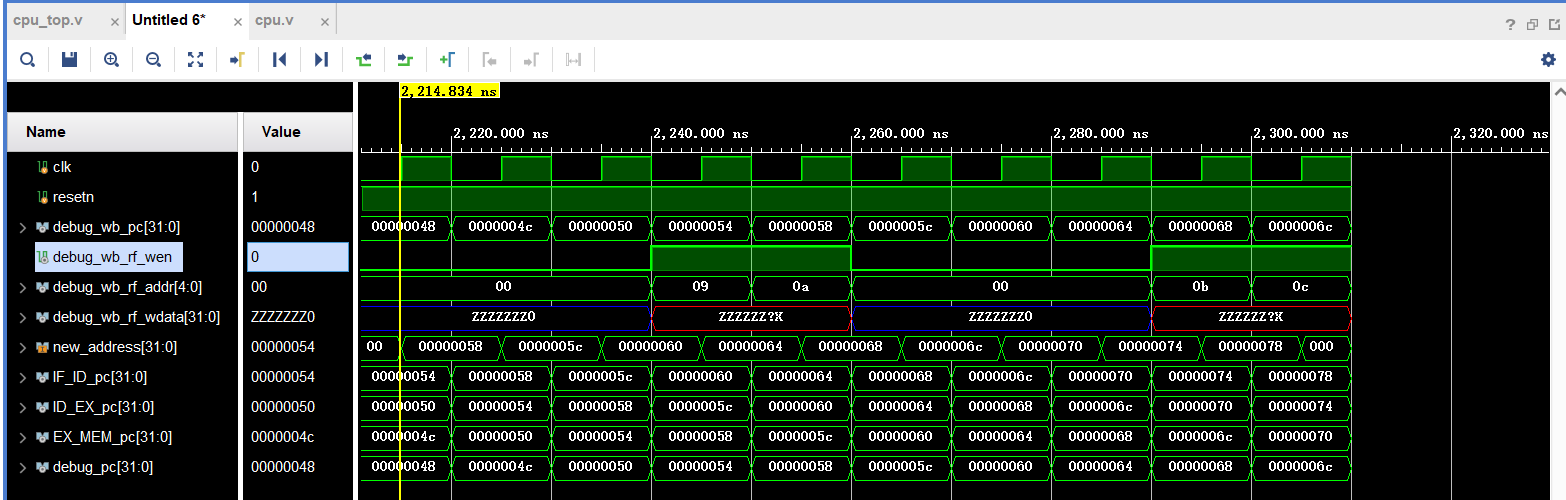 cpu_top.v × Untitled 6* × cpu.v ×
?
2,214.834 ns
Name Value
2,220.000 ns 2,240.000 ns 2,260.000 ns 2,280.000 ns 2,300.000 ns 2,320.000 ns
clk 0
resetn 1
debug_wb_pc[31:0] 00000048 00000048 0000004c 00000050 00000054 00000058 0000005c 00000060 00000064 00000068 0000006c
debug_wb_rf_wen 0
debug_wb_rf_addr[4:0] 00 00 09 0a 00 0b 0c
debug_wb_rf_wdata[31:0] ZZZZZZZ0 ZZZZZZZ0 ZZZZZZ?X ZZZZZZZ0 ZZZZZZ?X
new_address[31:0] 00000054 00 00000058 0000005c 00000060 00000064 00000068 0000006c 00000070 00000074 00000078 000
IF_ID_pc[31:0] 00000054 00000054 00000058 0000005c 00000060 00000064 00000068 0000006c 00000070 00000074 00000078
ID_EX_pc[31:0] 00000050 00000050 00000054 00000058 0000005c 00000060 00000064 00000068 0000006c 00000070 00000074
EX_MEM_pc[31:0] 0000004c 0000004c 00000050 00000054 00000058 0000005c 00000060 00000064 00000068 0000006c 00000070
debug_pc[31:0] 00000048 00000048 0000004c 00000050 00000054 00000058 0000005c 00000060 00000064 00000068 0000006c